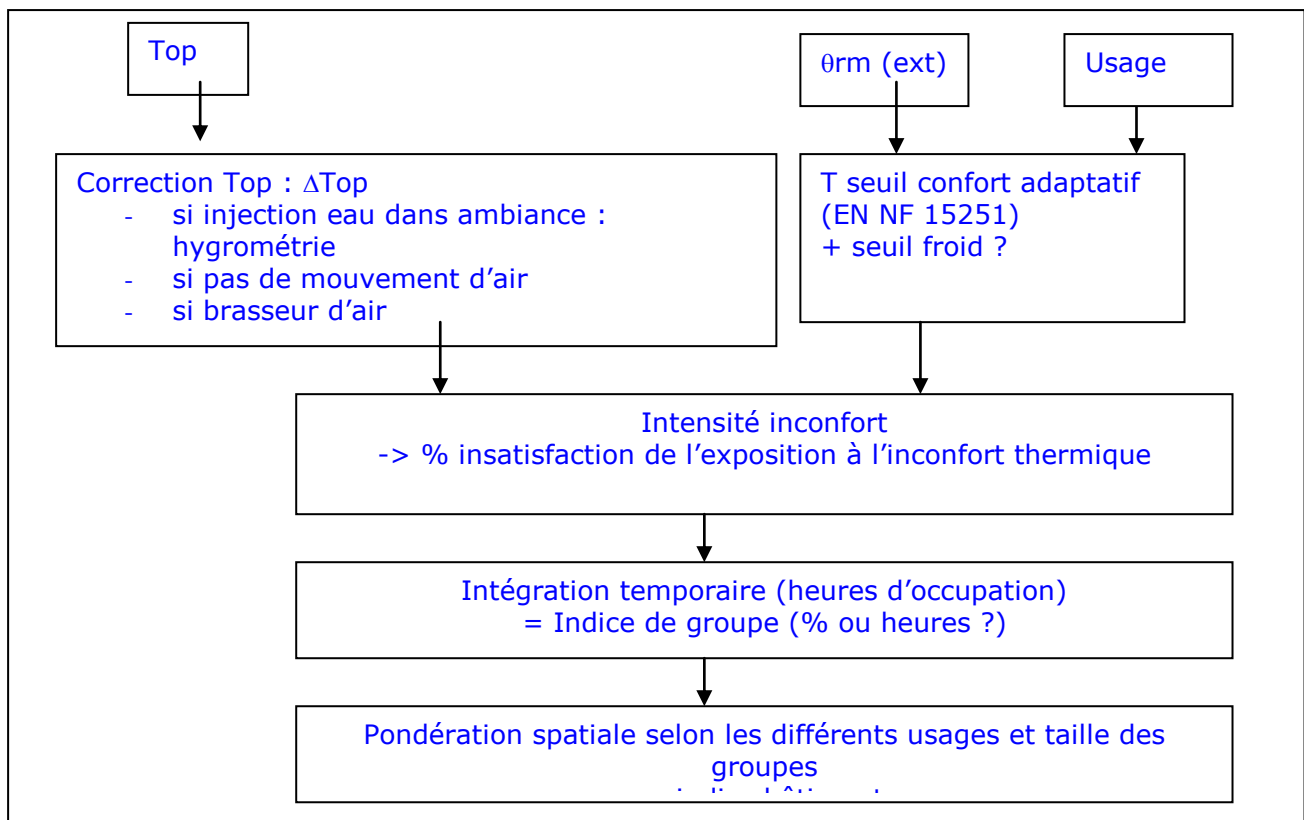 Top
θrm (ext)
Usage
Correction Top : ΔTop
- si injection eau dans ambiance :
hygrométrie
- si pas de mouvement d’air
- si brasseur d’air
T seuil confort adaptatif
(EN NF 15251)
+ seuil froid ?
Intensité inconfort
-> % insatisfaction de l’exposition à l’inconfort thermique
Intégration temporaire (heures d’occupation)
= Indice de groupe (% ou heures ?)
Pondération spatiale selon les différents usages et taille des
groupes